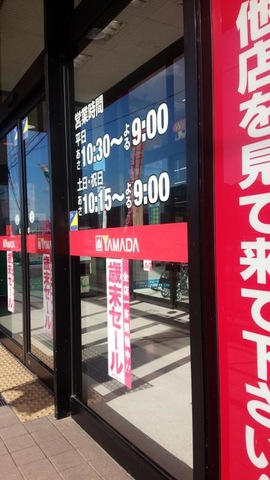 営業時間
平日
あさ10:30〜よる9:00
土日・祝日
あさ10:15〜よる9:00
YAMADA
歳末セール
他店を見て来て下さい